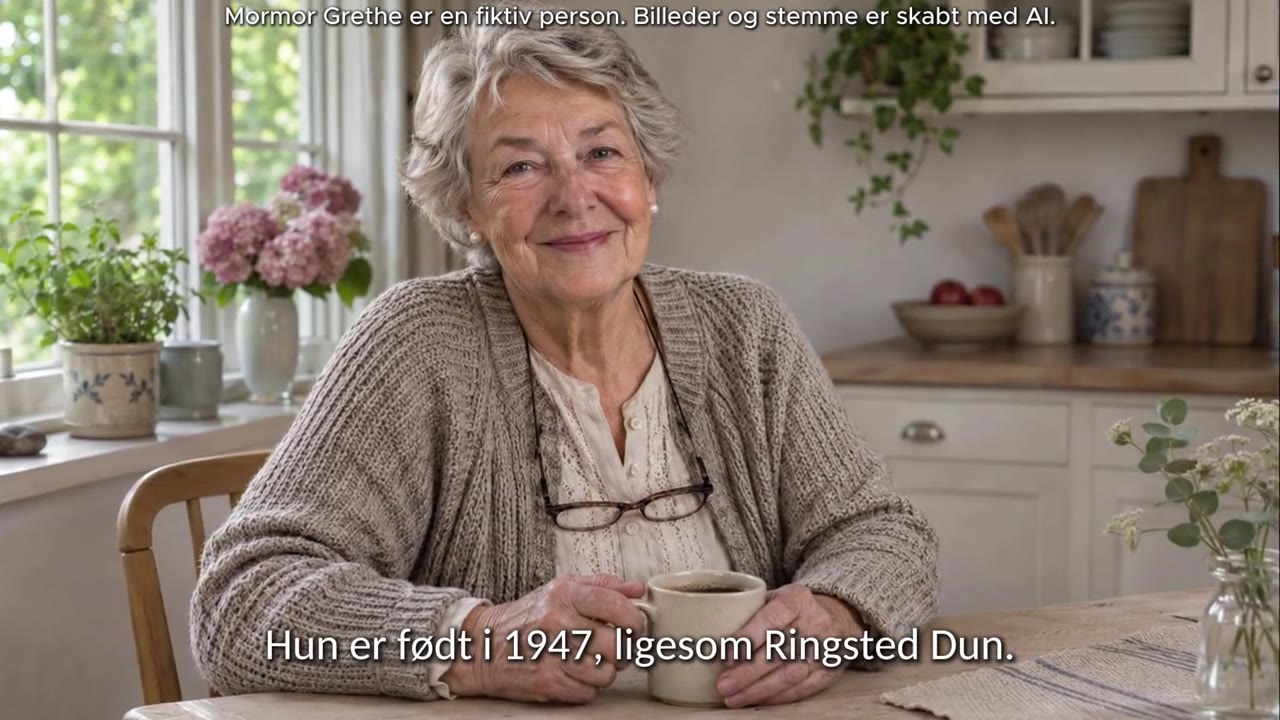 Mormor Grethe er en fiktiv person. Billeder og stemme er skabt med AI.
Hun er født i 1947, ligesom Ringsted Dun.